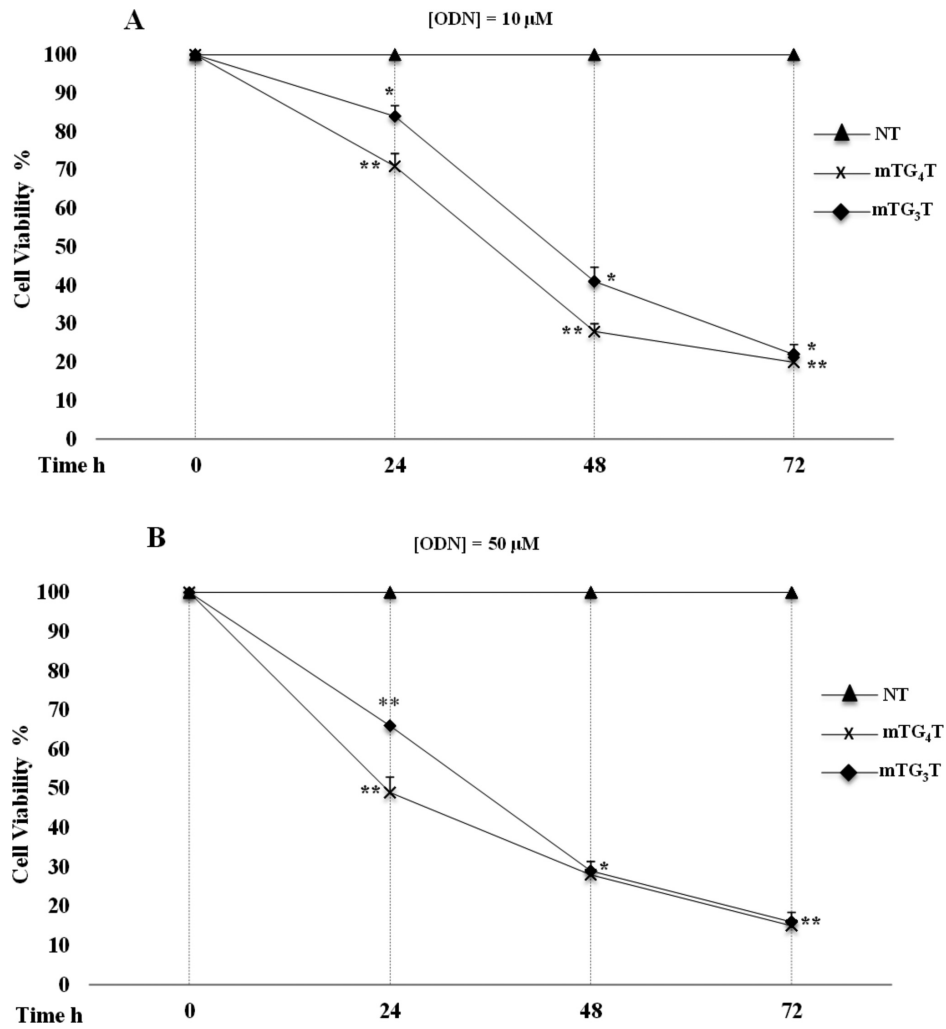 A
[ODN] = 10 µM
100
90
80
70
60
50
40
30
20
10
0
Cell Viability %
*
**
*
**
*
**
Time h 0 24 48 72
NT
mTG₄T
mTG₃T
B
[ODN] = 50 µM
100
90
80
70
60
50
40
30
20
10
0
Cell Viability %
**
**
*
**
Time h 0 24 48 72
NT
mTG₄T
mTG₃T